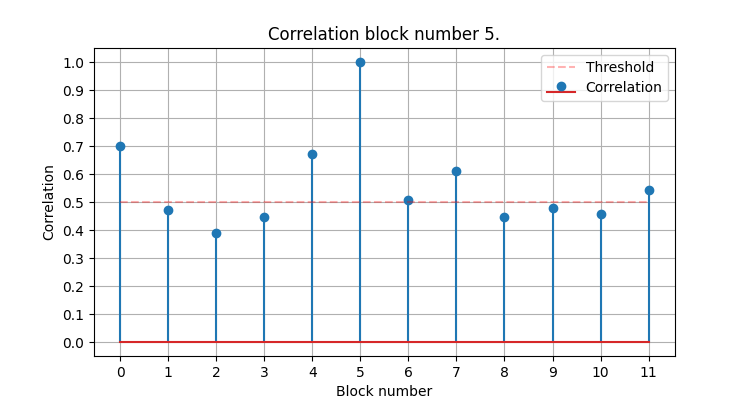 Correlation block number 5.
Threshold
Correlation
Correlation
1.0
0.9
0.8
0.7
0.6
0.5
0.4
0.3
0.2
0.1
0.0
0 1 2 3 4 5 6 7 8 9 10 11
Block number